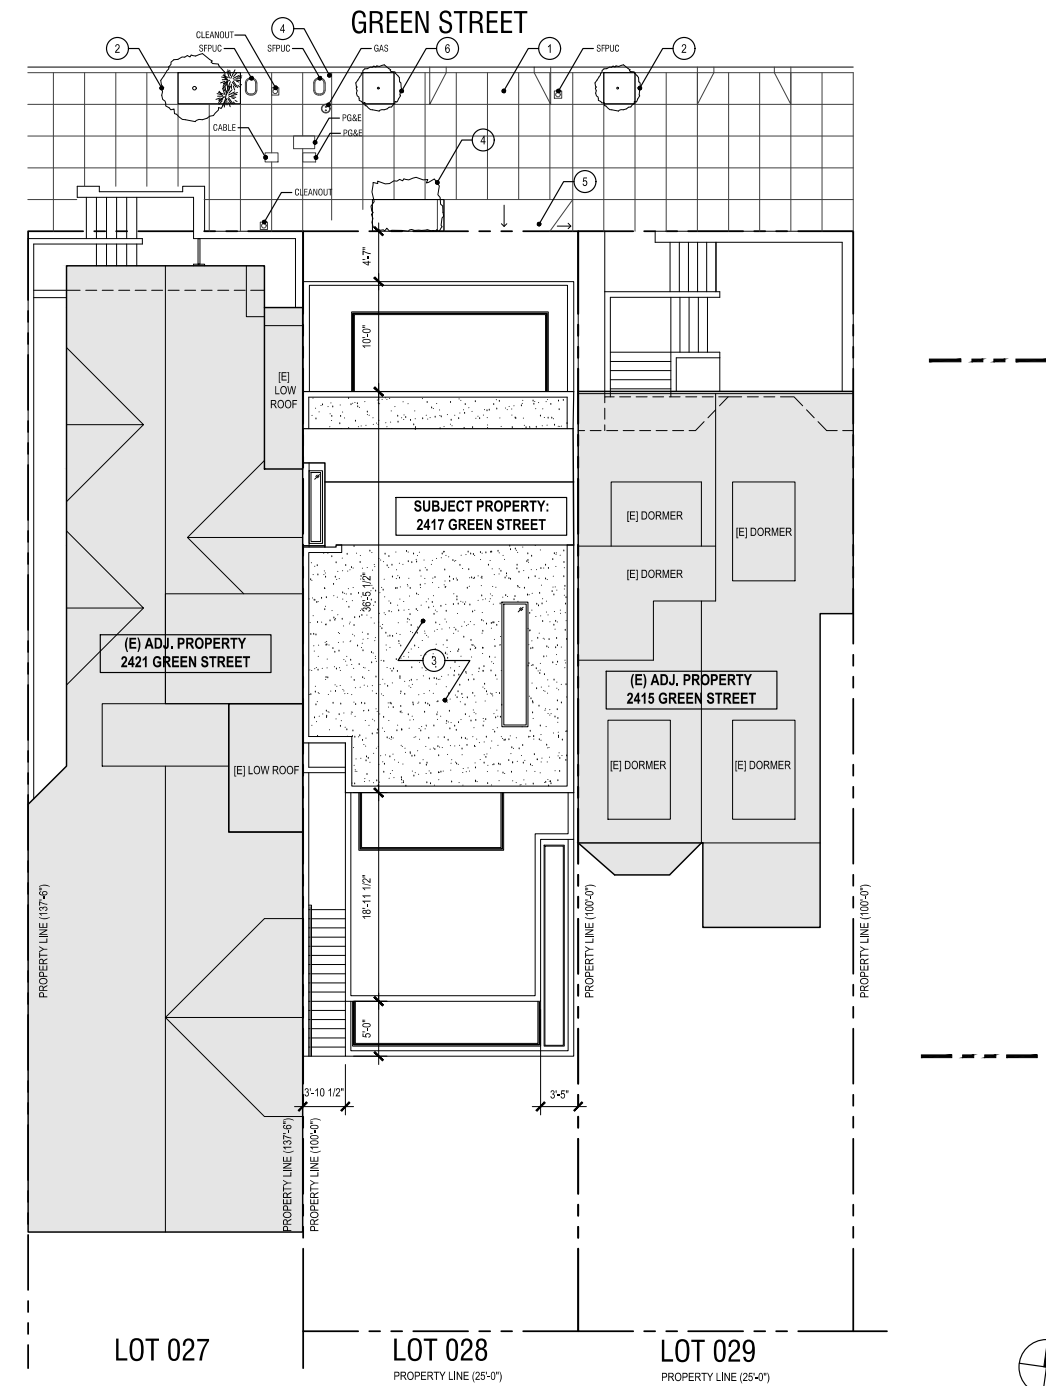 GREEN STREET
2
CLEANOUT
SFPUC
4
SFPUC
GAS
6
1
SFPUC
2
CABLE
PG&E
PG&E
4
CLEANOUT
5
4'-7"
10'-0"
[E]
LOW
ROOF
SUBJECT PROPERTY:
2417 GREEN STREET
[E] DORMER
[E] DORMER
[E] DORMER
36'-5 1/2"
3
(E) ADJ. PROPERTY
2421 GREEN STREET
(E) ADJ. PROPERTY
2415 GREEN STREET
[E] LOW ROOF
[E] DORMER
[E] DORMER
18'-11 1/2"
PROPERTY LINE (137'-6")
PROPERTY LINE (100'-0")
PROPERTY LINE (100'-0")
5'-0"
3'-10 1/2"
3'-5"
PROPERTY LINE (137'-6")
PROPERTY LINE (100'-0")
LOT 027
LOT 028
PROPERTY LINE (25'-0")
LOT 029
PROPERTY LINE (25'-0")